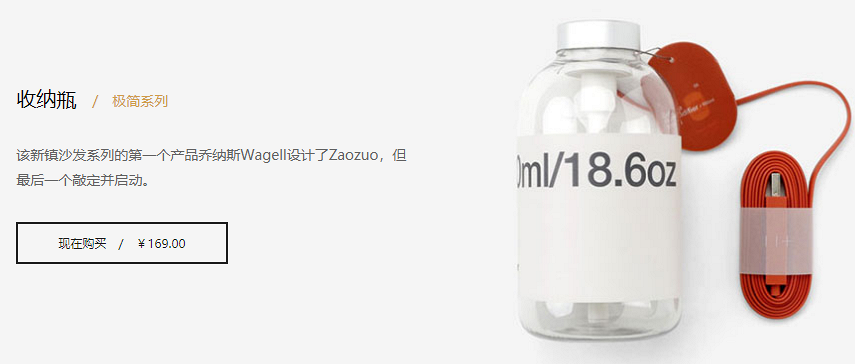 收纳瓶 / 极简系列
该新镇沙发系列的第一个产品乔纳斯Wagell设计了Zaozuo，但
最后一个敲定并启动。
现在购买 / ￥169.00
0ml/18.6oz